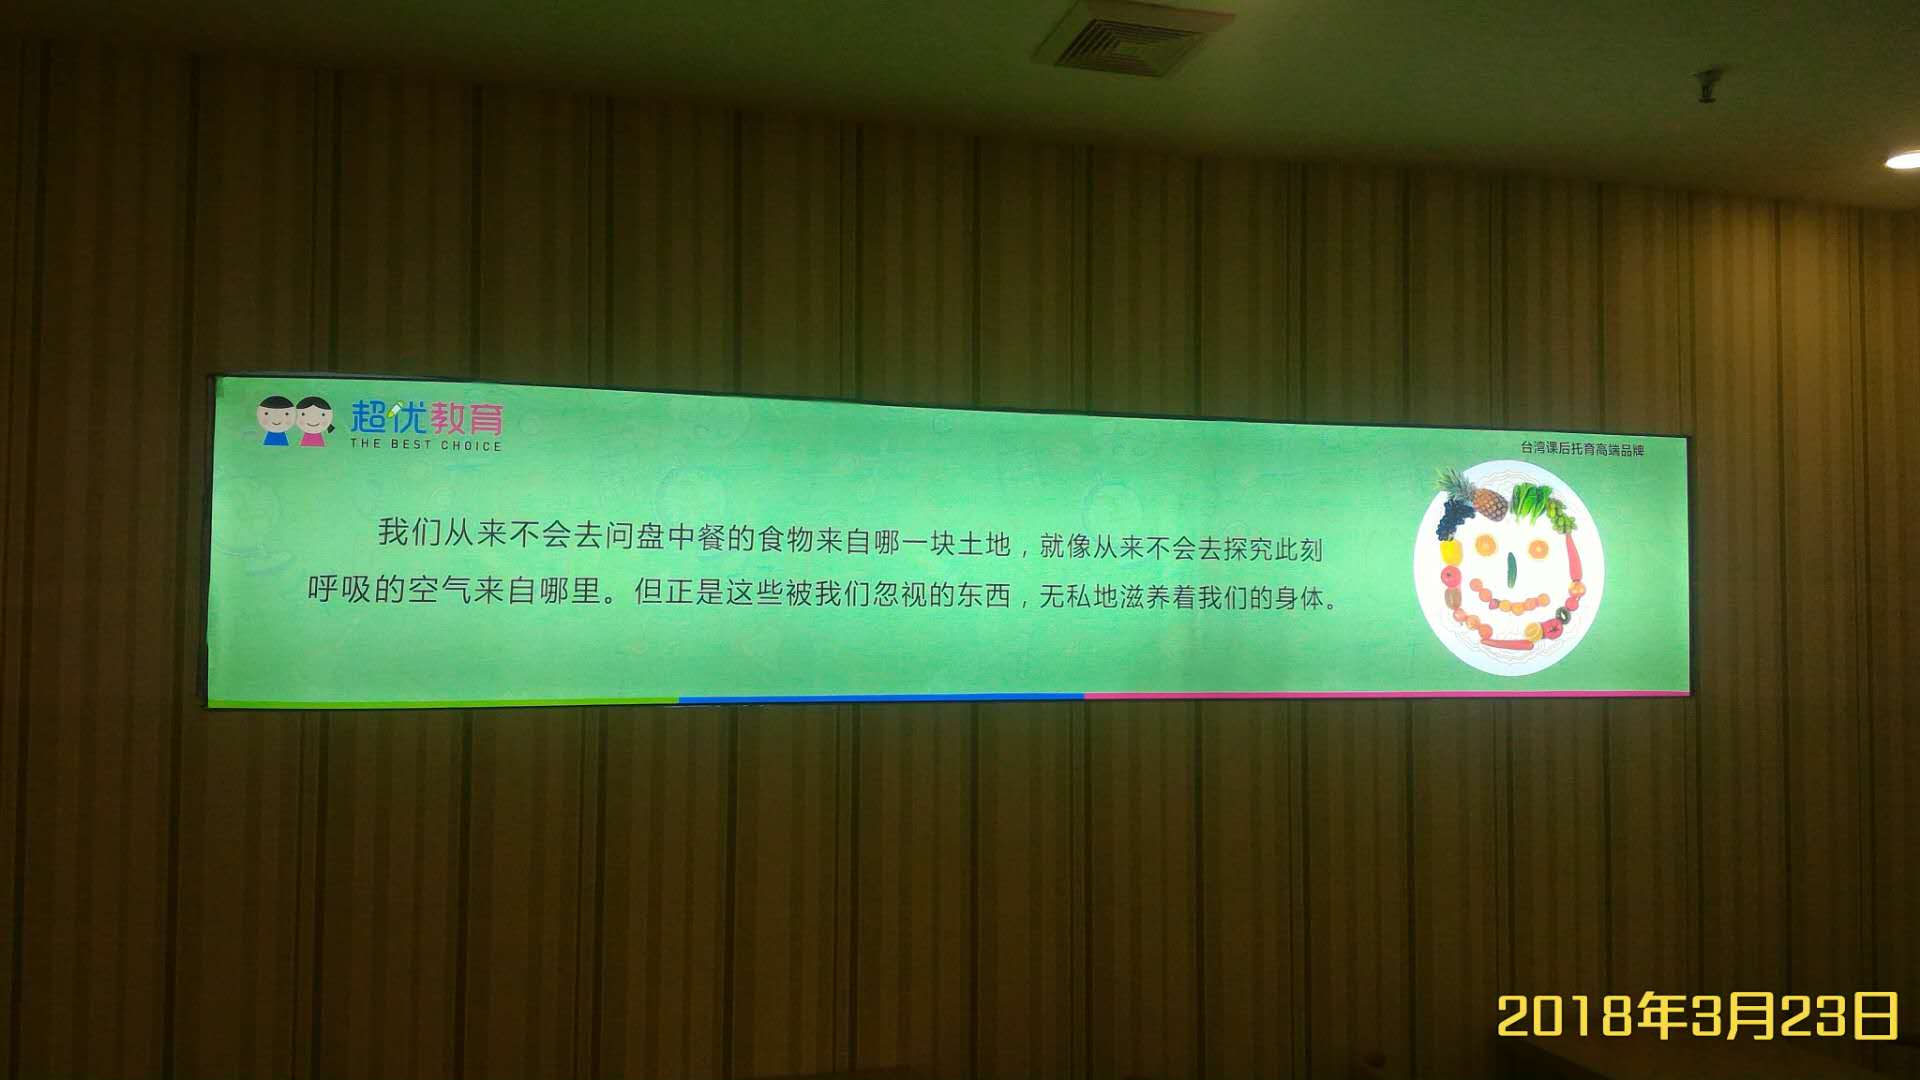 超优教育
THE BEST CHOICE
台湾课后托育高端品牌
我们从来不会去问盘中餐的食物来自哪一块土地，就像从来不会去探究此刻
呼吸的空气来自哪里。但正是这些被我们忽视的东西，无私地滋养着我们的身体。
2018年3月23日